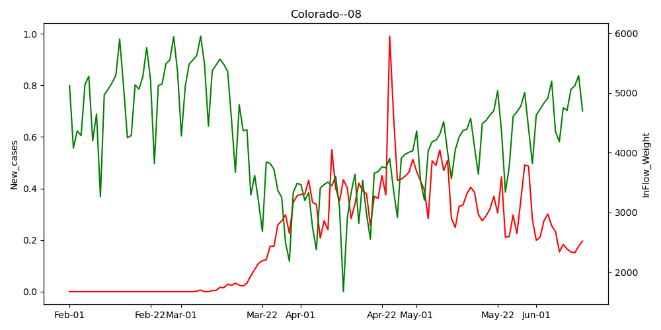 Colorado--08
1.0
0.8
0.6
0.4
0.2
0.0
New_cases
6000
5000
4000
3000
2000
InFlow_Weight
Feb-01 Feb-22 Mar-01 Mar-22 Apr-01 Apr-22 May-01 May-22 Jun-01